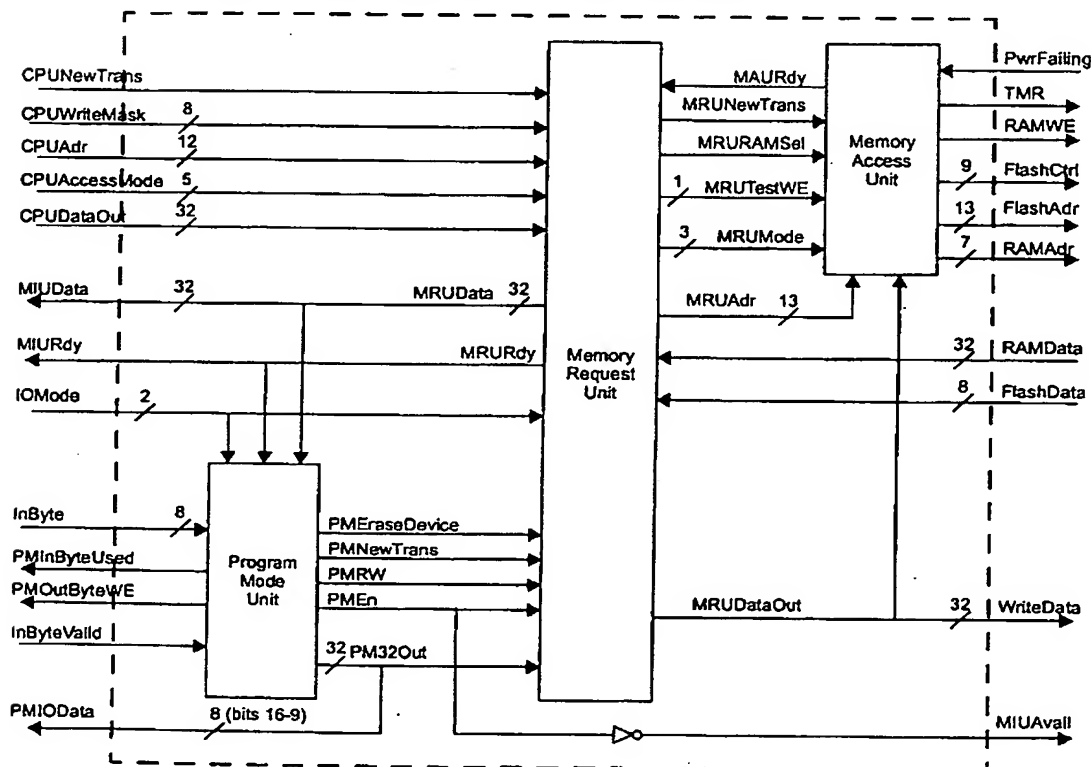 CPUNewTrans
CPUWriteMask 8
CPUAdr 12
CPUAccessMode 5
CPUDataOut 32
MIUData 32
MRUData 32
MIURdy
MRURdy
IOMode 2
Memory
Request
Unit
MAURdy
MRUNewTrans
MRURAMSel
1 MRUTestWE
3 MRUMode
MRUAdr 13
Memory
Access
Unit
PwrFailing
TMR
RAMWE
9 FlashCtrl
13 FlashAdr
7 RAMAdr
32 RAMData
8 FlashData
InByte 8
PMInByteUsed
PMOutByteWE
InByteValid
Program
Mode
Unit
PMEraseDevice
PMNewTrans
PMRW
PMEn
32 PM32Out
MRUDataOut
32 WriteData
PMIOData
8 (bits 16-9)
MIUAvail